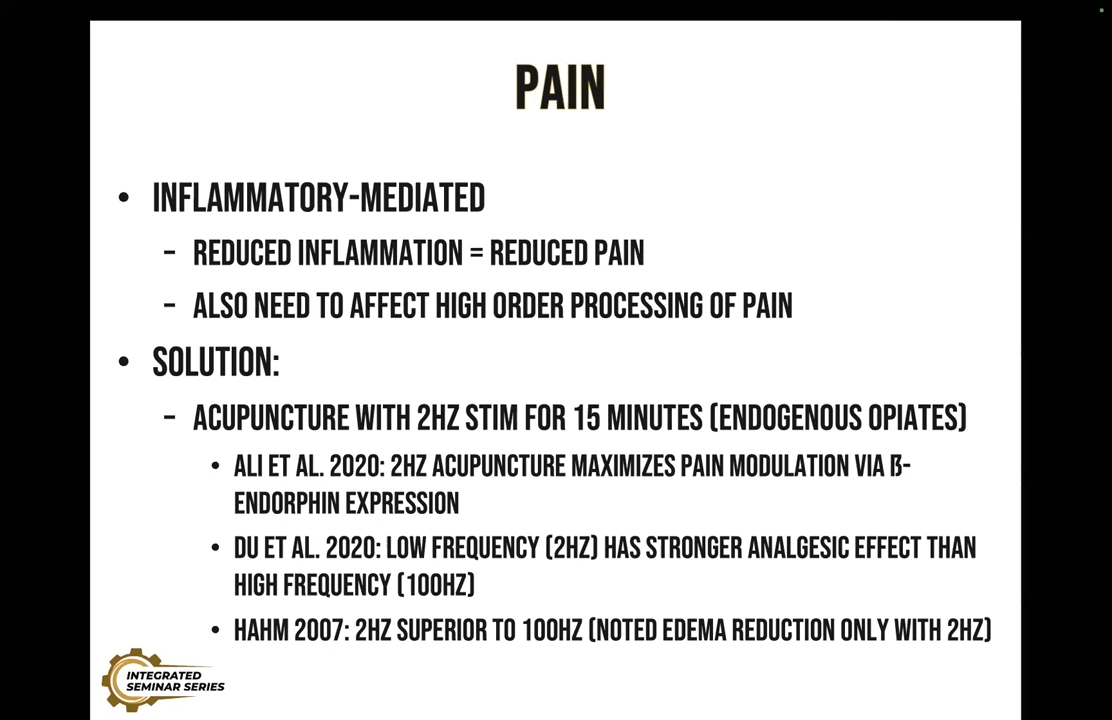 PAIN
• INFLAMMATORY-MEDIATED
– REDUCED INFLAMMATION = REDUCED PAIN
– ALSO NEED TO AFFECT HIGH ORDER PROCESSING OF PAIN
• SOLUTION:
– ACUPUNCTURE WITH 2HZ STIM FOR 15 MINUTES (ENDOGENOUS OPIATES)
• ALI ET AL. 2020: 2HZ ACUPUNCTURE MAXIMIZES PAIN MODULATION VIA ß-
ENDORPHIN EXPRESSION
• DU ET AL. 2020: LOW FREQUENCY (2HZ) HAS STRONGER ANALGESIC EFFECT THAN
HIGH FREQUENCY (100HZ)
• HAHM 2007: 2HZ SUPERIOR TO 100HZ (NOTED EDEMA REDUCTION ONLY WITH 2HZ)
INTEGRATED
SEMINAR SERIES